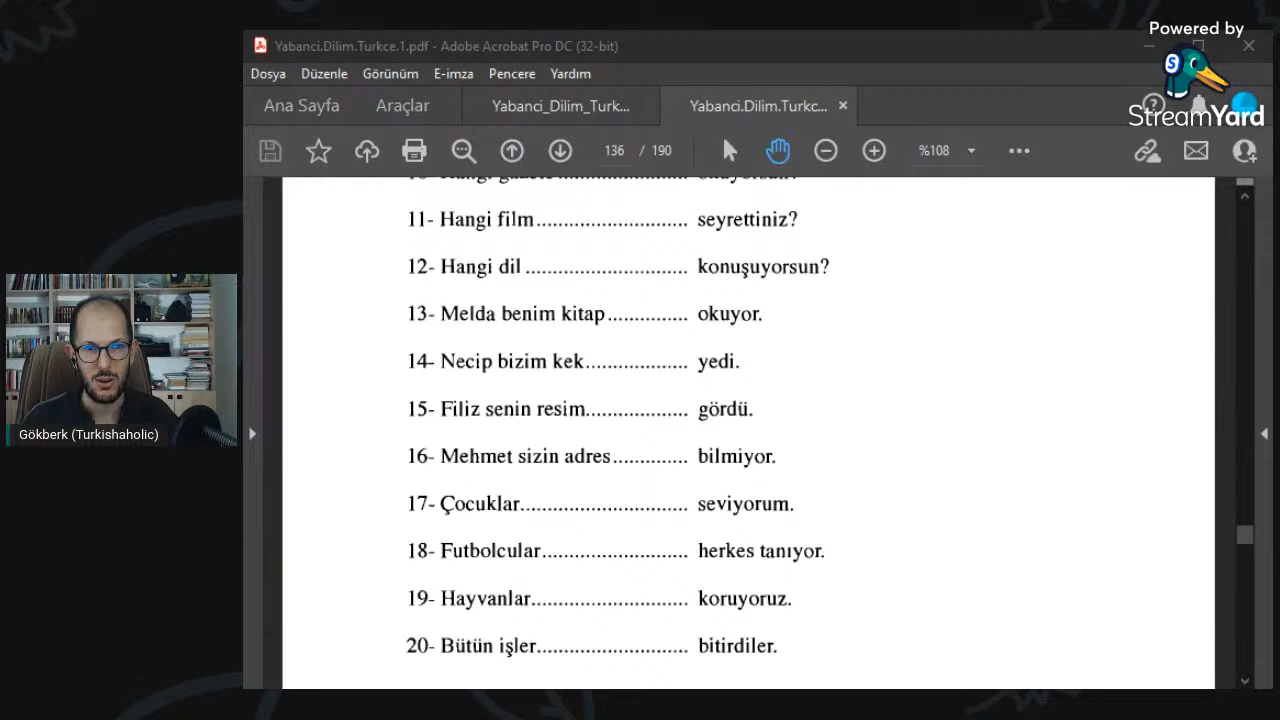 Powered by
StreamYard
Yabanci.Dilim.Turkce.1.pdf - Adobe Acrobat Pro DC (32-bit)
Dosya Düzenle Görünüm E-imza Pencere Yardım
Ana Sayfa Araçlar Yabanci_Dilim_Turk... Yabanci.Dilim.Turkc...
136 / 190 %108
11- Hangi film........................... seyrettiniz?
12- Hangi dil ............................. konuşuyorsun?
13- Melda benim kitap.............. okuyor.
14- Necip bizim kek.................. yedi.
15- Filiz senin resim.................. gördü.
16- Mehmet sizin adres............. bilmiyor.
17- Çocuklar.............................. seviyorum.
18- Futbolcular.......................... herkes tanıyor.
19- Hayvanlar............................ koruyoruz.
20- Bütün işler........................... bitirdiler.
Gökberk (Turkishaholic)